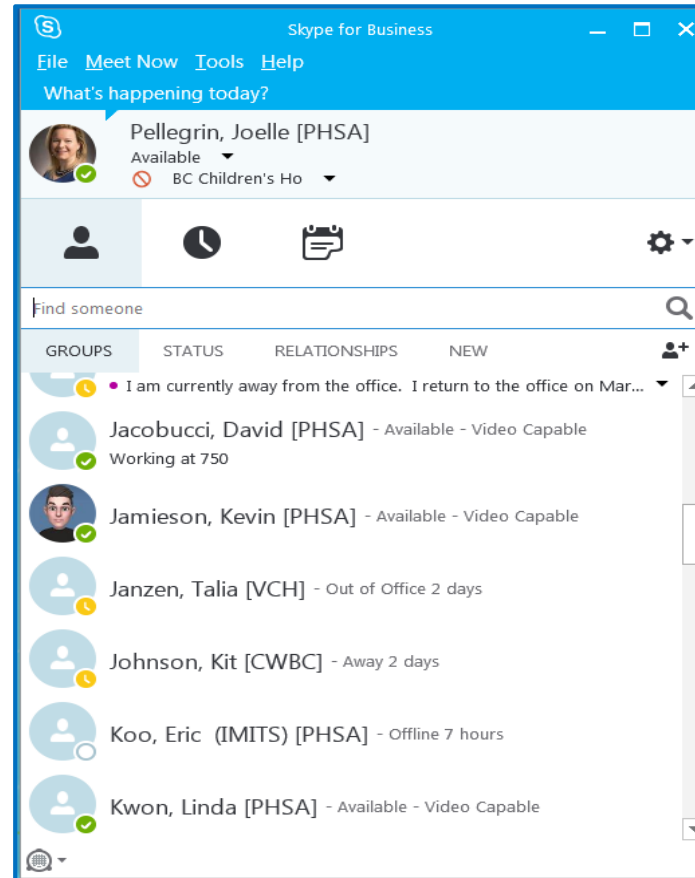 Skype for Business
File Meet Now Tools Help
What's happening today?
Pellegrin, Joelle [PHSA]
Available
BC Children's Ho
Find someone
GROUPS STATUS RELATIONSHIPS NEW
I am currently away from the office. I return to the office on Mar...
Jacobucci, David [PHSA] - Available - Video Capable
Working at 750
Jamieson, Kevin [PHSA] - Available - Video Capable
Janzen, Talia [VCH] - Out of Office 2 days
Johnson, Kit [CWBC] - Away 2 days
Koo, Eric (IMITS) [PHSA] - Offline 7 hours
Kwon, Linda [PHSA] - Available - Video Capable